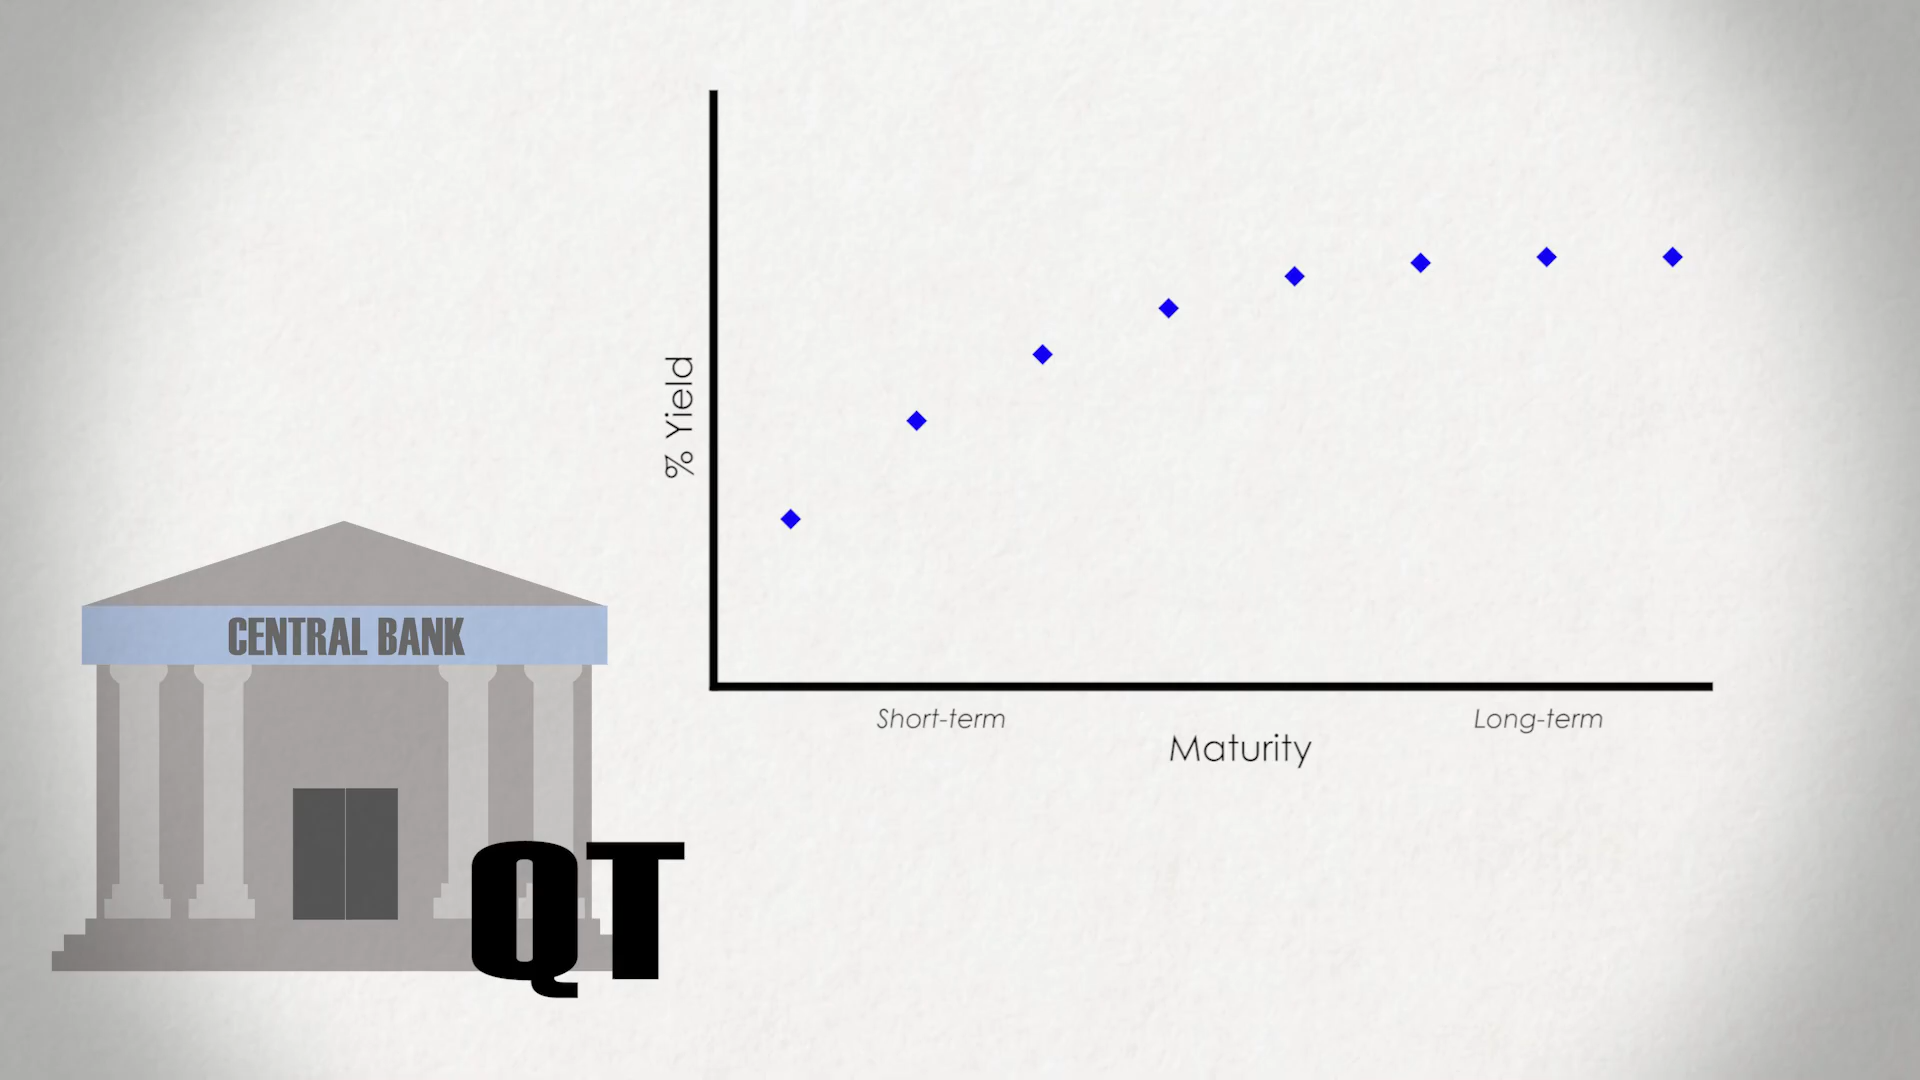 % Yield
CENTRAL BANK
Short-term
Long-term
Maturity
QT